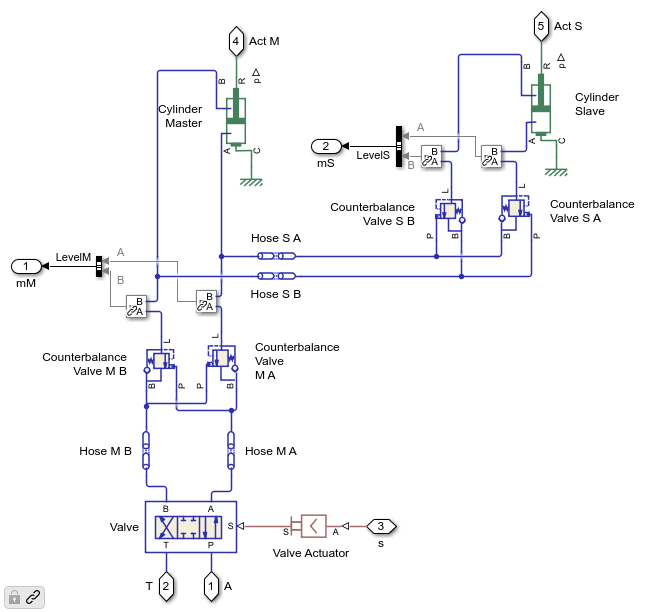 5 Act S
4 Act M
B R p
B R p
Cylinder
Master
Cylinder
Slave
A C
A C
A
2 LevelS
mS
B
B
A
B
A
L
L
Counterbalance
Valve S B
Counterbalance
Valve S A
P B
B P
Hose S A
LevelM A
1
mM
B
Hose S B
B
A
B
A
L
L
Counterbalance
Valve M B
Counterbalance
Valve
M A
B P
P B
Hose M B
Hose M A
B A
Valve
S
S
A
3
s
T P
Valve Actuator
T 2
1 A